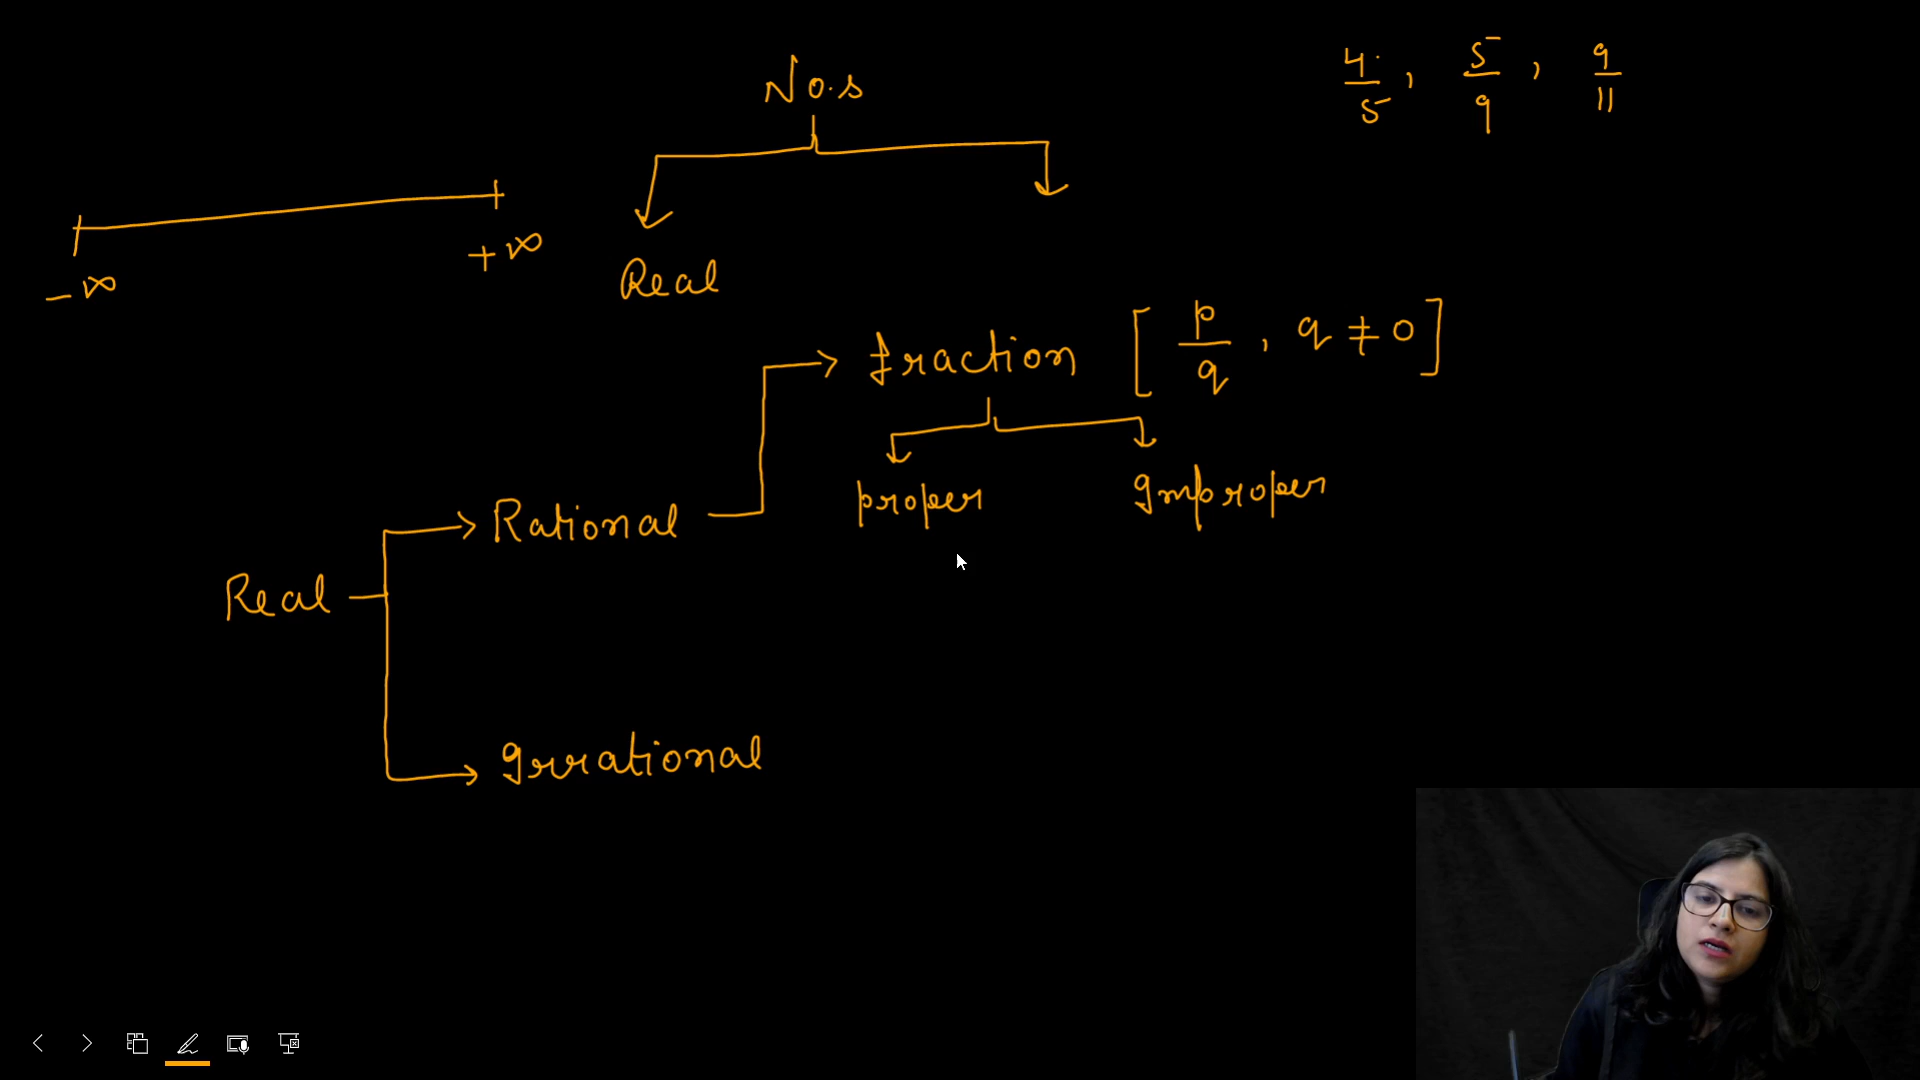 No.s
4/5, 5/9, 9/11
-∞
+∞
Real
fraction [p/q, q ≠ 0]
proper
Improper
Rational
Real
Irrational